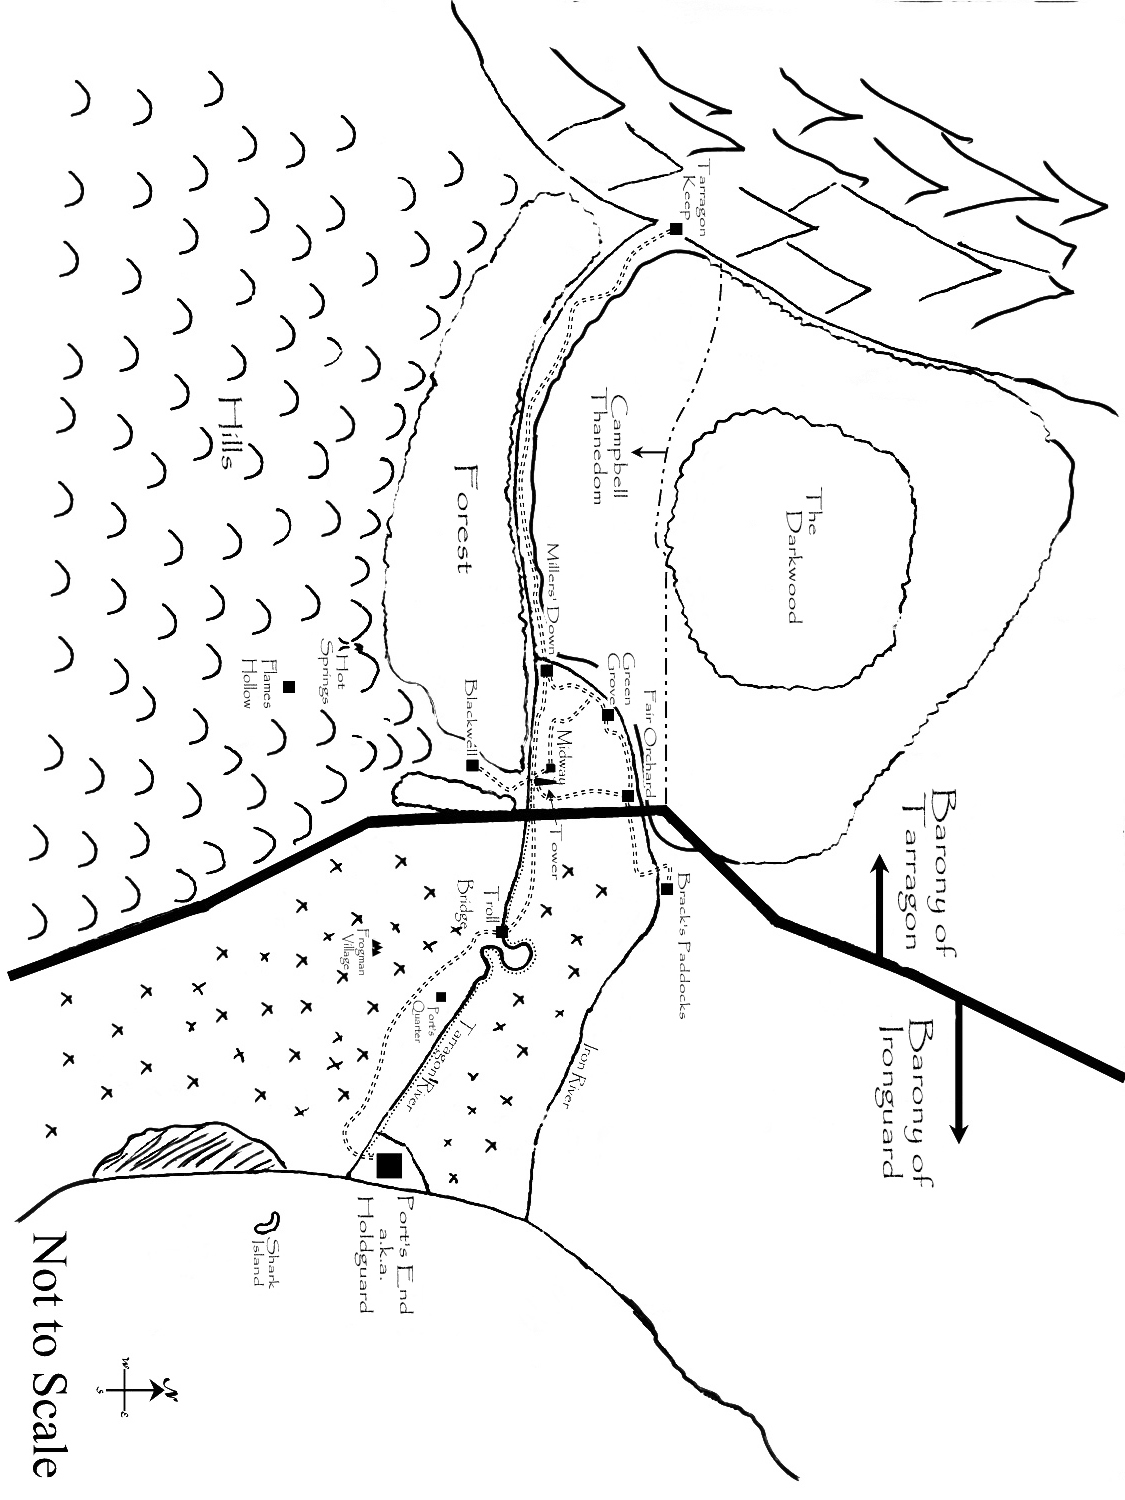 Tarragon
Keep
The
Darkwood
Campbell
Thanedom
Forest
Hills
Millers' Down
Green
Grove
Fair Orchard
Midway
Blackwell
Tower
Hot
Springs
Flames
Hollow
Barony of
Tarragon
Barony of
Ironguard
Brack's Paddocks
Troll
Bridge
Frogman
Village
Port's
Quarter
Tarragon River
Iron River
Port's End
a.k.a.
Holdguard
Shark
Island
N
W
E
S
Not to Scale